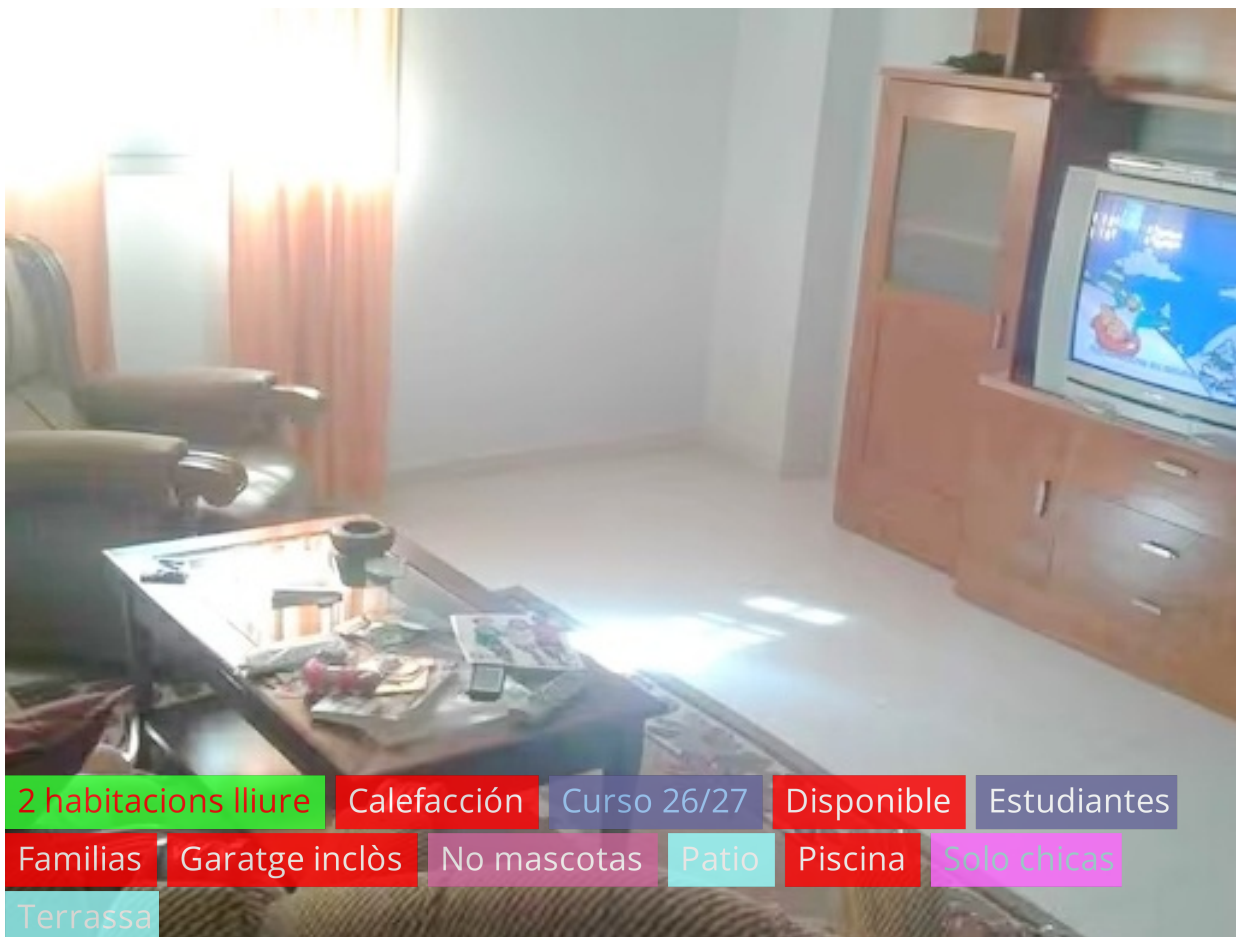 2 habitacions lliure Calefacción Curso 26/27 Disponible Estudiantes
Familias Garatge inclòs No mascotas Patio Piscina Solo chicas
Terrassa